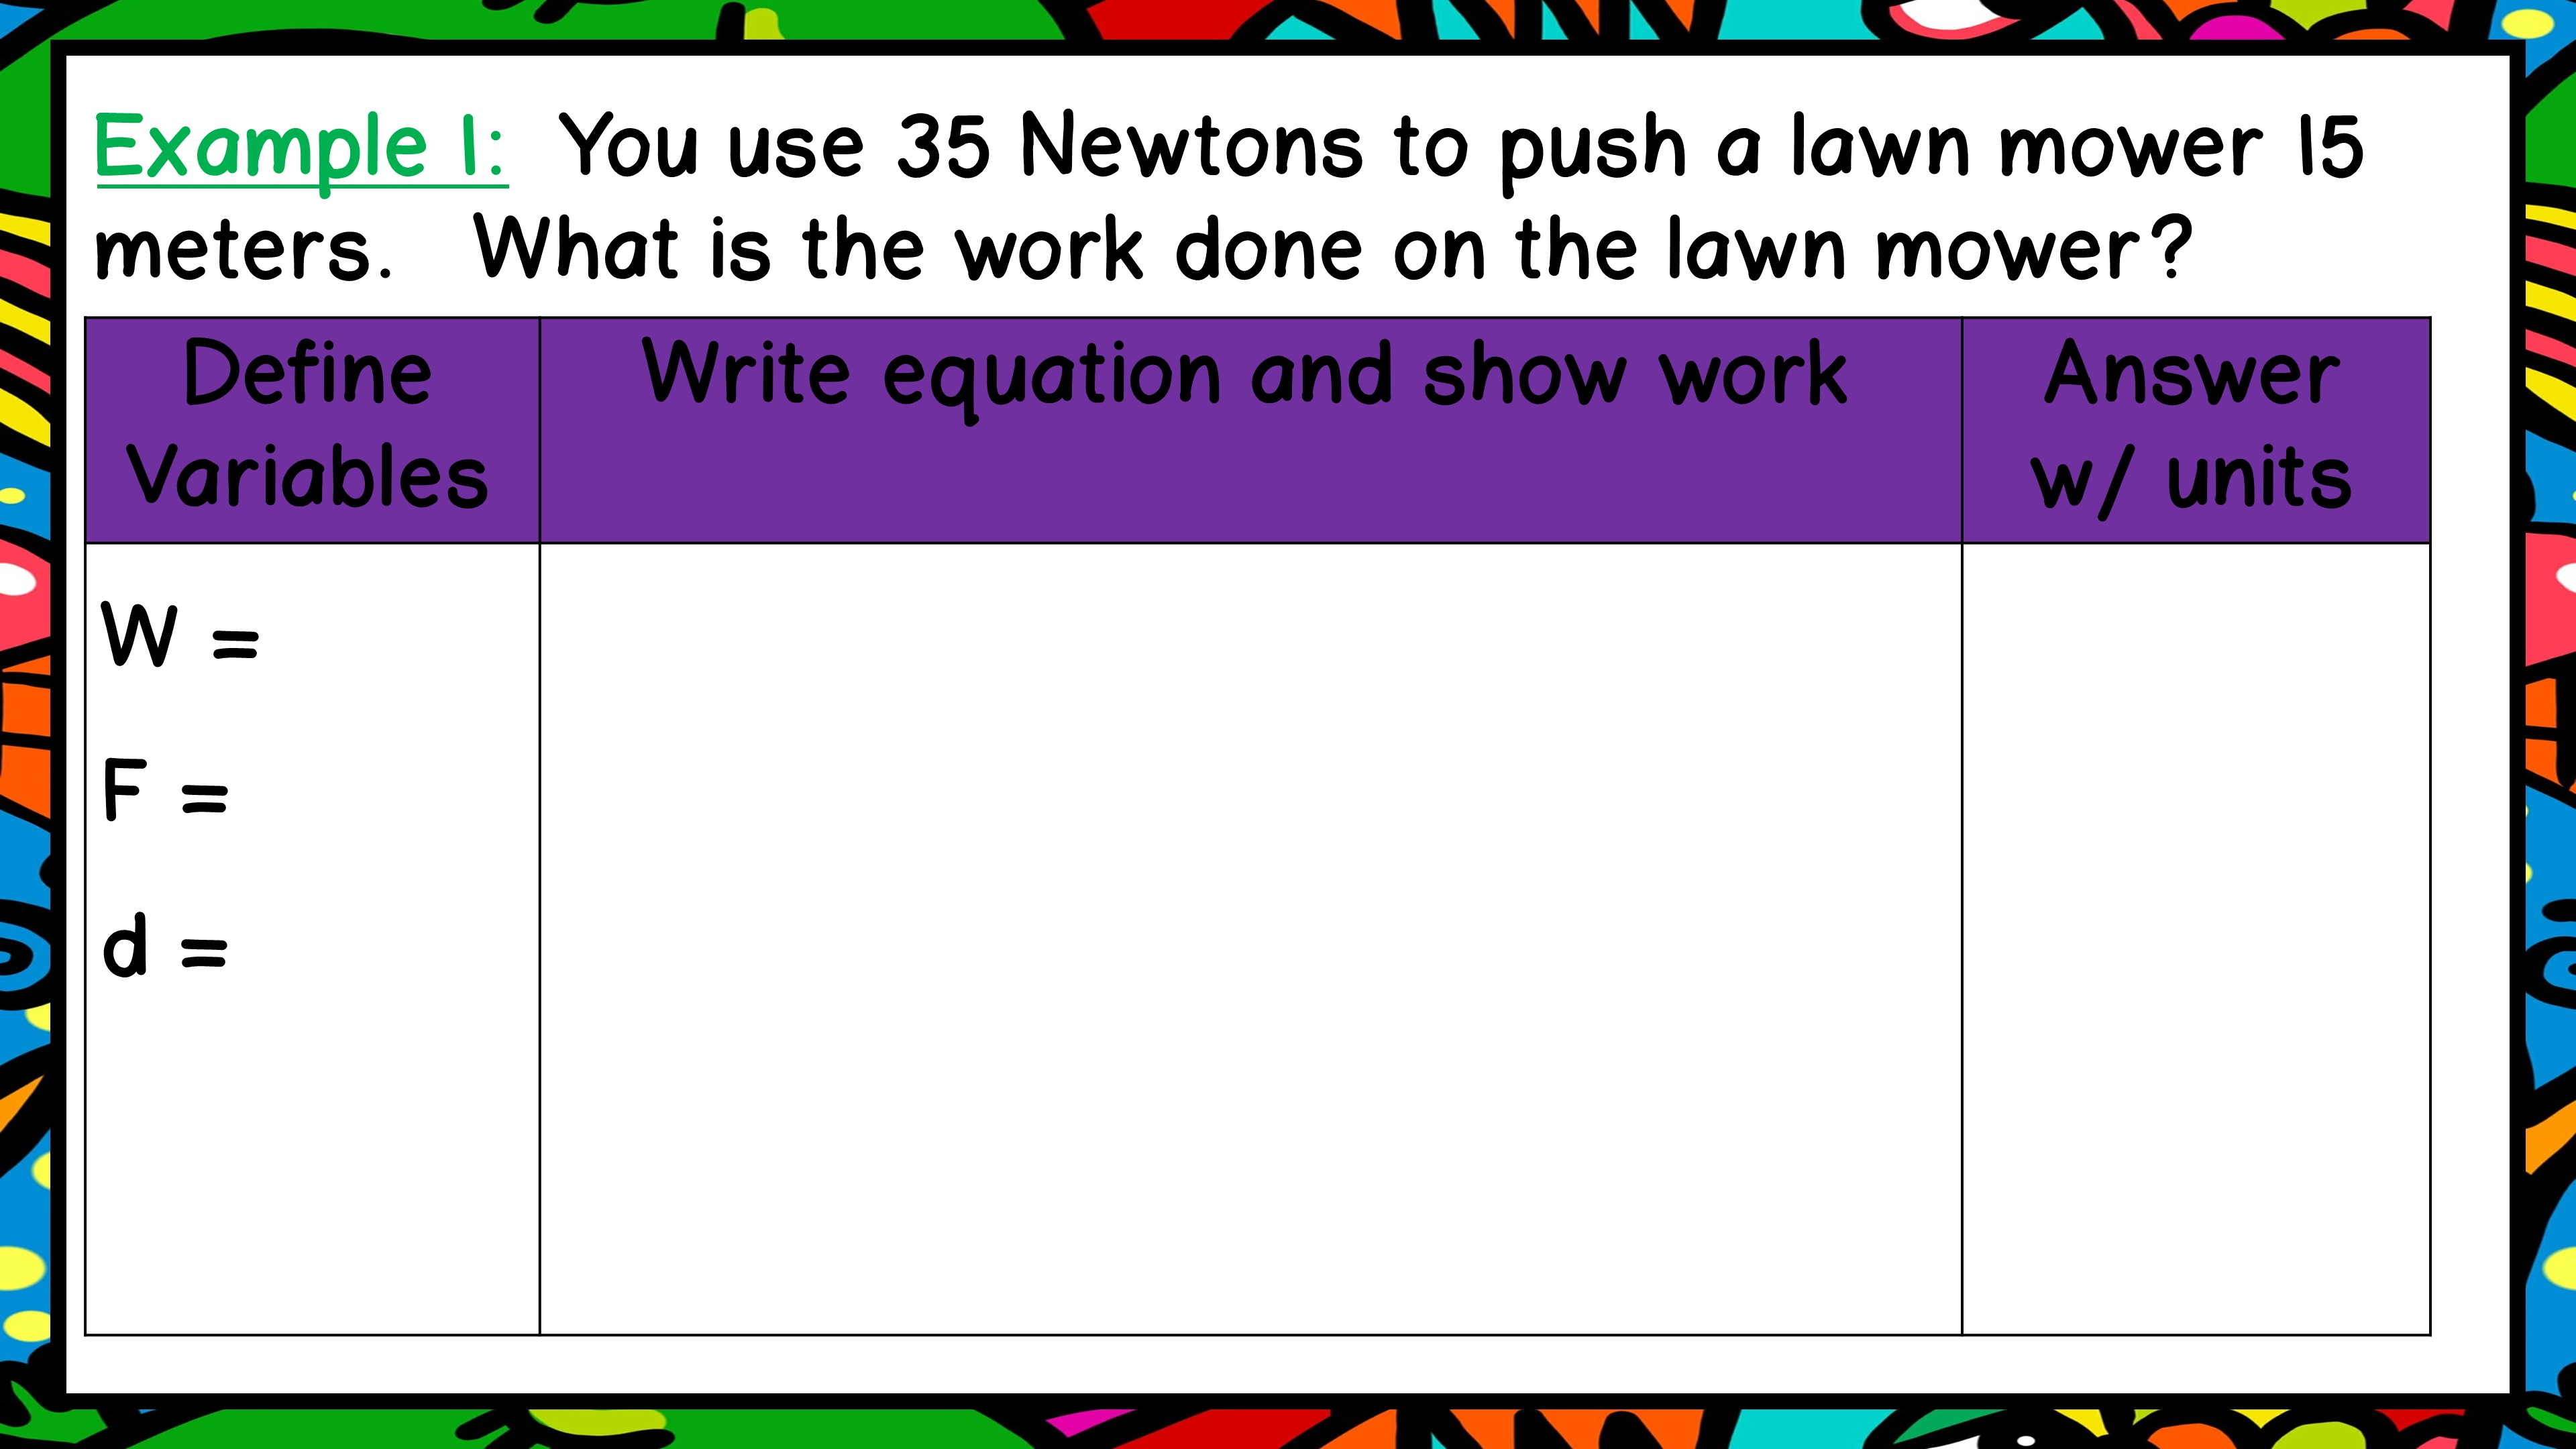 Example 1: You use 35 Newtons to push a lawn mower 15
meters. What is the work done on the lawn mower?
Define
Variables
Write equation and show work
Answer
w/ units
W =
F =
d =